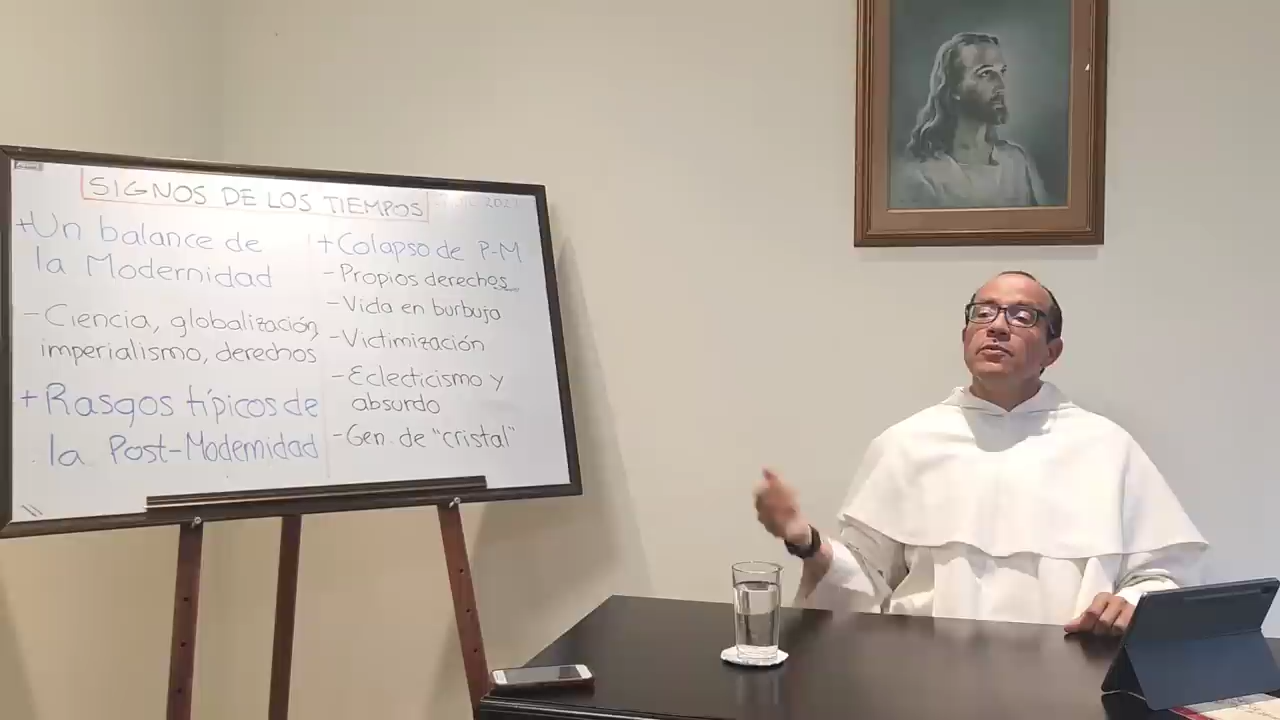 SIGNOS DE LOS TIEMPOS
+Un balance de
la Modernidad
- Ciencia, globalización,
imperialismo, derechos
+ Rasgos típicos de
la Post-Modernidad
+ Colapso de P-M
- Propios derechos...
- Vida en burbuja
- Victimización
- Eclecticismo y
absurdo
- Gen. de "cristal"